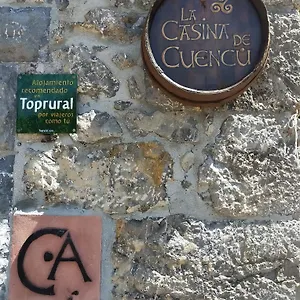 LA
CASINA
DE
CUENCU
Alojamiento
recomendado
en
Toprural
por viajeros
como tú
CA